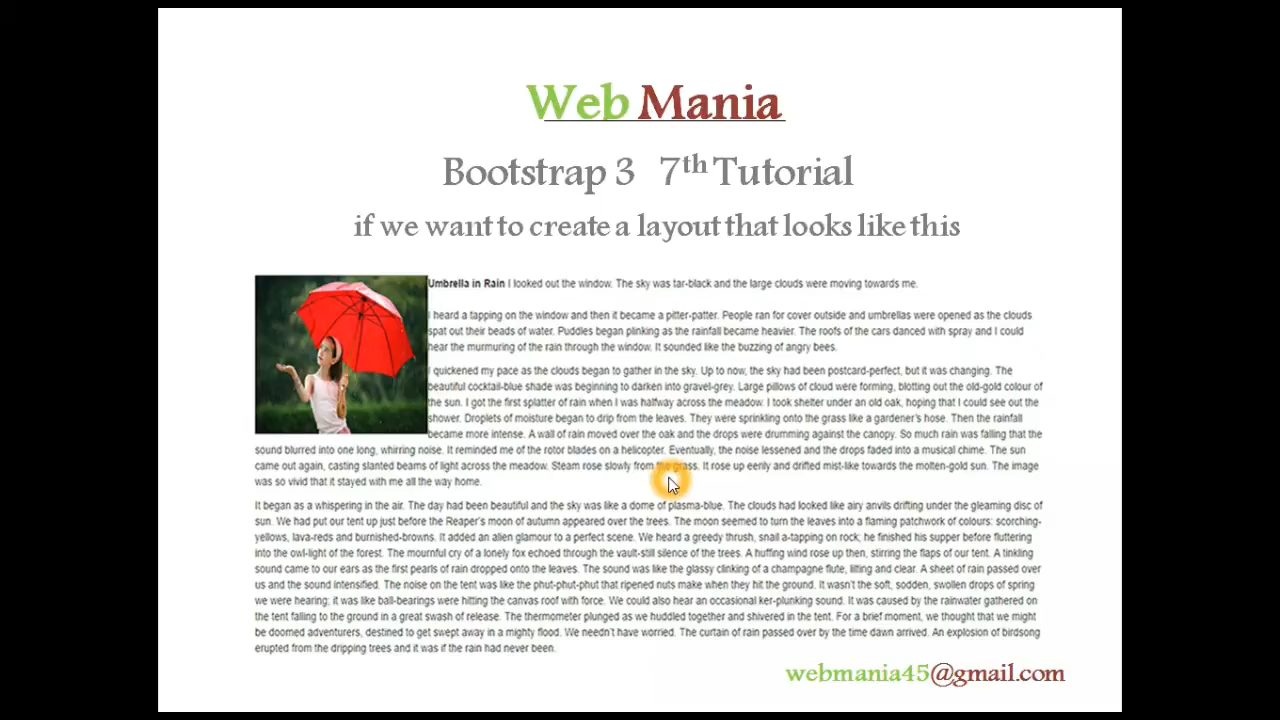 Web Mania
Bootstrap 3 7th Tutorial
if we want to create a layout that looks like this
Umbrella in Rain I looked out the window. The sky was tar-black and the large clouds were moving towards me.
I heard a tapping on the window and then it became a pitter-patter. People ran for cover outside and umbrellas were opened as the clouds
spat out their beads of water. Puddles began plinking as the rainfall became heavier. The roofs of the cars danced with spray and I could
hear the murmuring of the rain through the window. It sounded like the buzzing of angry bees.
I quickened my pace as the clouds began to gather in the sky. Up to now, the sky had been postcard-perfect, but it was changing. The
beautiful cocktail-blue shade was beginning to darken into gravel-grey. Large pillows of cloud were forming, blotting out the old-gold colour of
the sun. I got the first splatter of rain when I was halfway across the meadow. I took shelter under an old oak, hoping that I could see out the
shower. Droplets of moisture began to drip from the leaves. They were sprinkling onto the grass like a gardener's hose. Then the rainfall
became more intense. A wall of rain moved over the oak and the drops were drumming against the canopy. So much rain was falling that the
sound blurred into one long, whirring noise. It reminded me of the rotor blades on a helicopter. Eventually, the noise lessened and the drops faded into a musical chime. The sun
came out again, casting slanted beams of light across the meadow. Steam rose slowly from the grass. It rose up eerily and drifted mist-like towards the molten-gold sun. The image
was so vivid that it stayed with me all the way home.
It began as a whispering in the air. The day had been beautiful and the sky was like a dome of plasma-blue. The clouds had looked like airy anvils drifting under the gleaming disc of
sun. We had put our tent up just before the Reaper's moon of autumn appeared over the trees. The moon seemed to turn the leaves into a flaming patchwork of colours: scorching-
yellows, lava-reds and burnished-browns. It added an alien glamour to a perfect scene. We heard a greedy thrush, snail a-tapping on rock; he finished his supper before fluttering
into the owl-light of the forest. The mournful cry of a lonely fox echoed through the vault-still silence of the trees. A huffing wind rose up then, stirring the flaps of our tent. A tinkling
sound came to our ears as the first pearls of rain dropped onto the leaves. The sound was like the glassy clinking of a champagne flute, lilting and clear. A sheet of rain passed over
us and the sound intensified. The noise on the tent was like the phut-phut-phut that ripened nuts make when they hit the ground. It wasn't the soft, sodden, swollen drops of spring
we were hearing; it was like ball-bearings were hitting the canvas roof with force. We could also hear an occasional ker-plunking sound. It was caused by the rainwater gathered on
the tent falling to the ground in a great swash of release. The thermometer plunged as we huddled together and shivered in the tent. For a brief moment, we thought that we might
be doomed adventurers, destined to get swept away in a mighty flood. We needn't have worried. The curtain of rain passed over by the time dawn arrived. An explosion of birdsong
erupted from the dripping trees and it was if the rain had never been.
webmania45@gmail.com